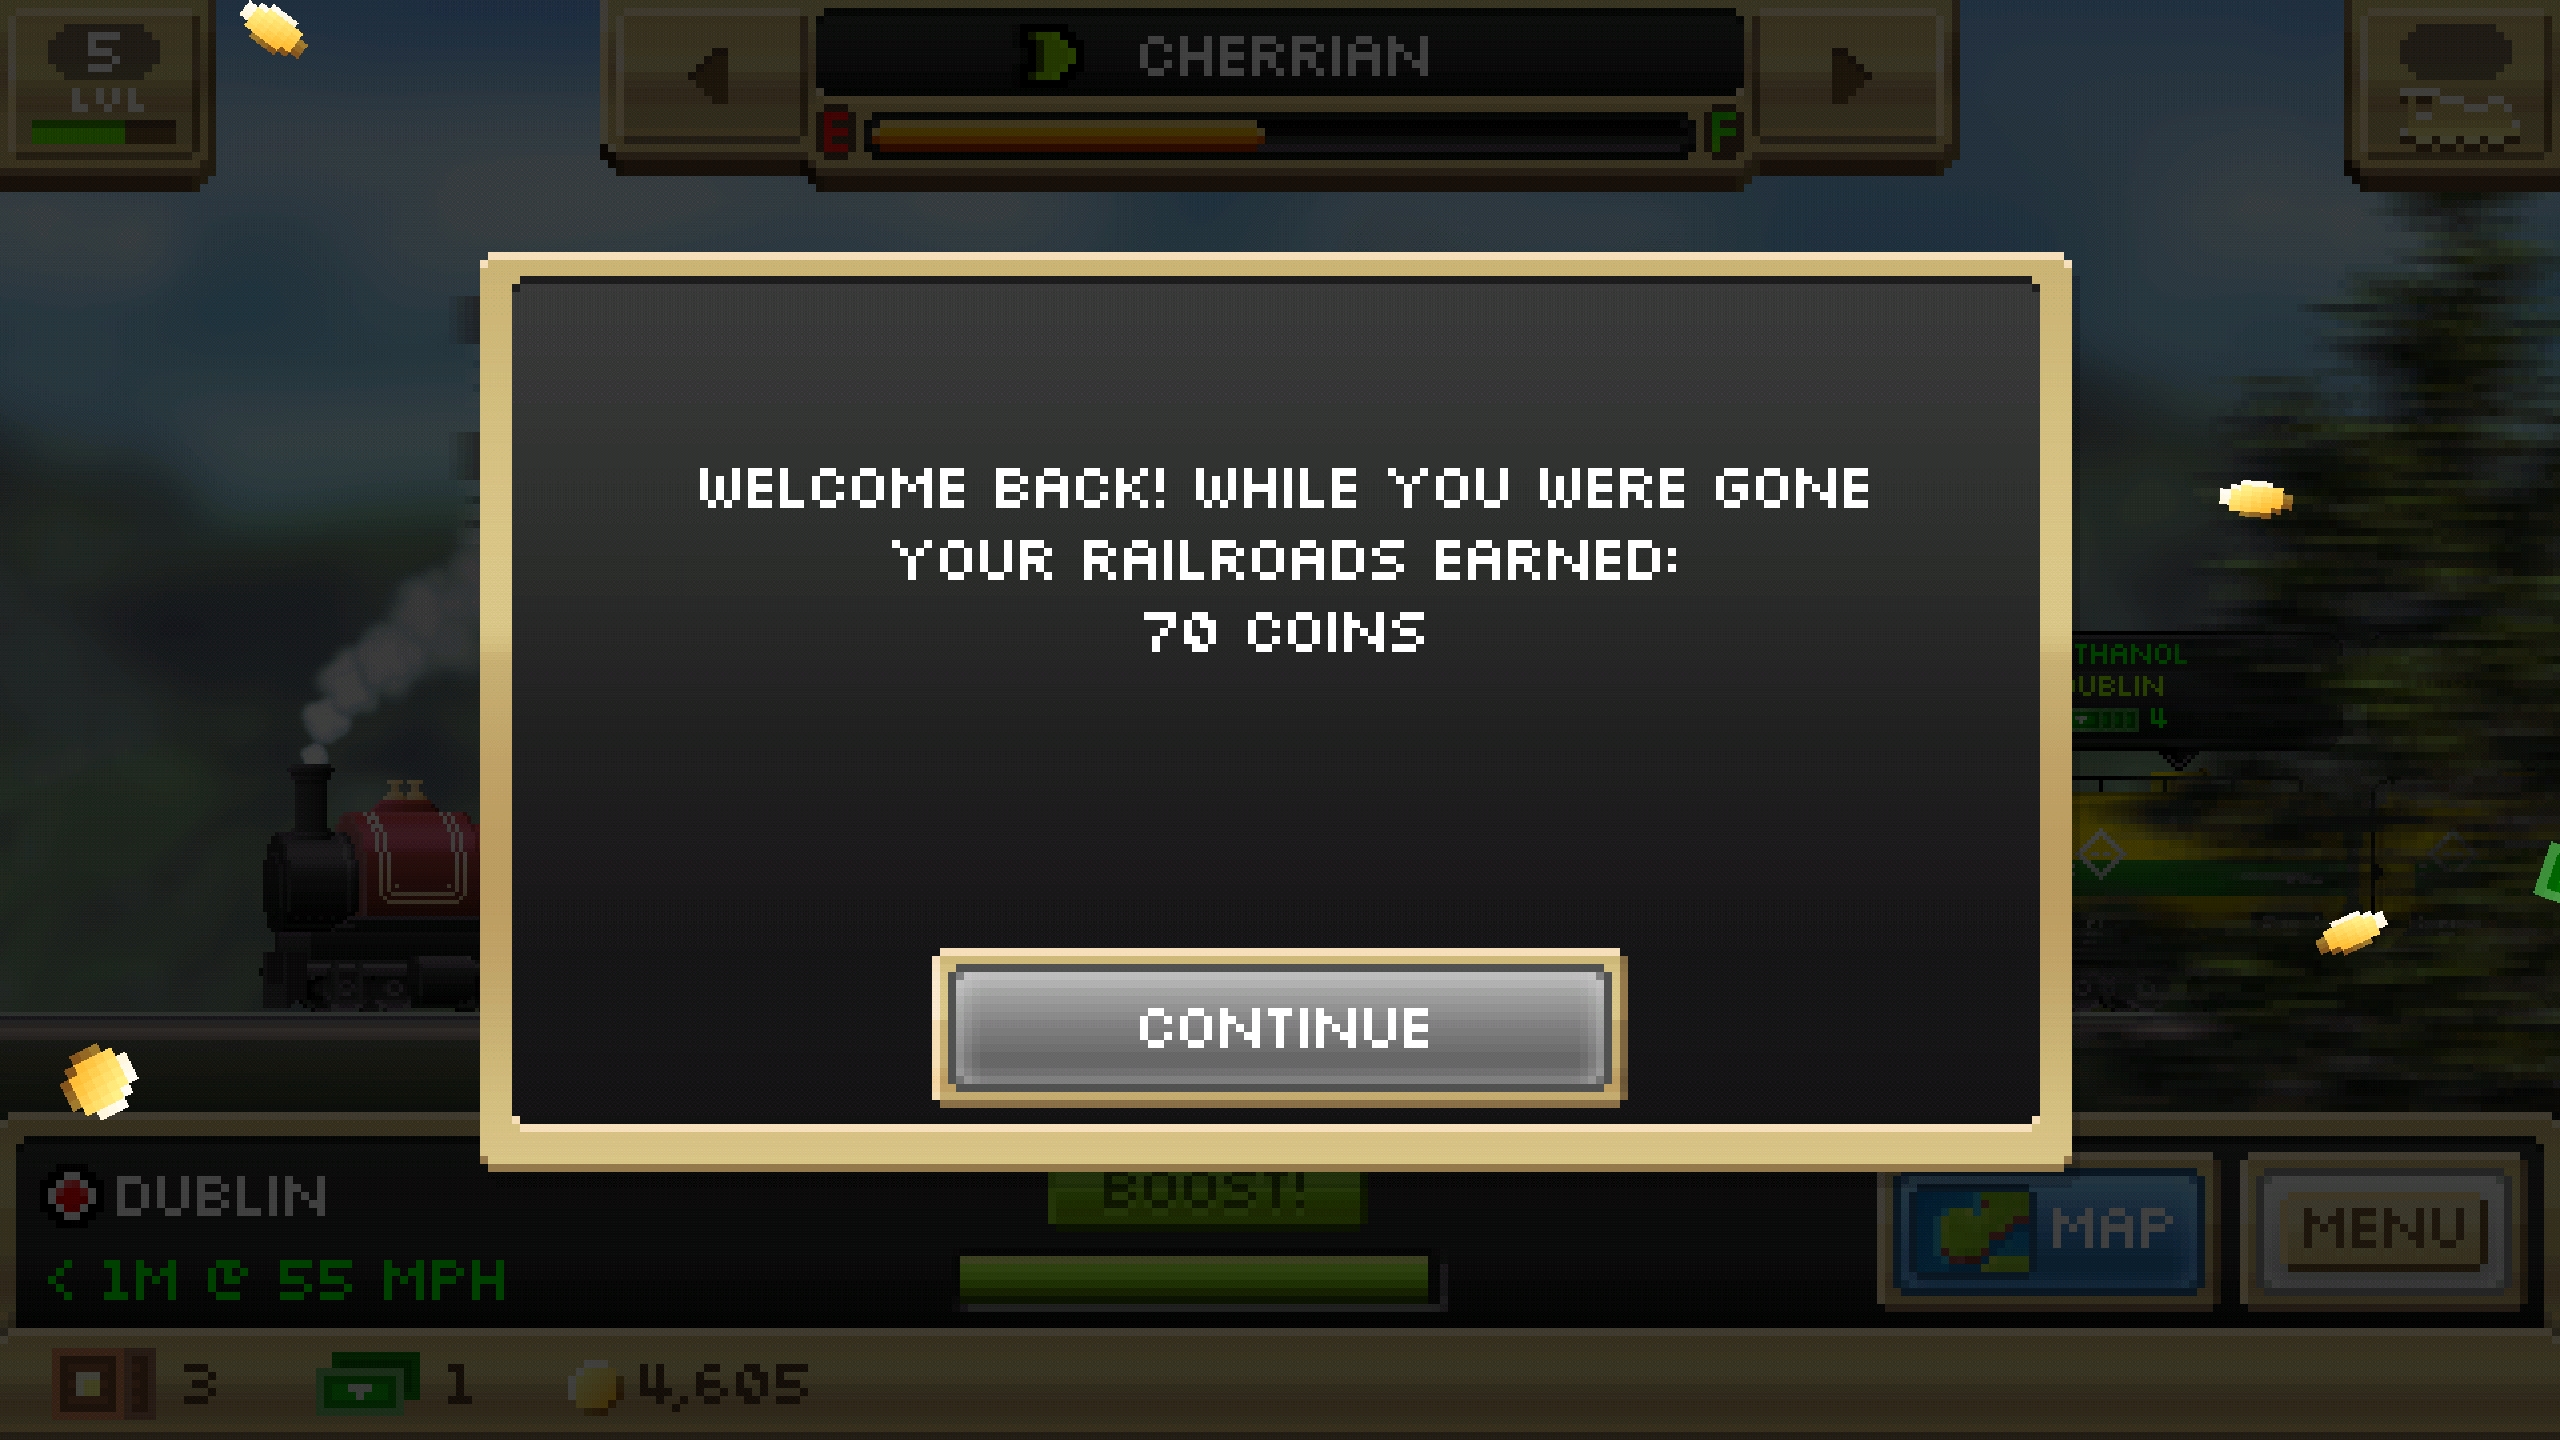 5
LVL
CHERRIAN
E
F
WELCOME BACK! WHILE YOU WERE GONE
YOUR RAILROADS EARNED:
70 COINS
THANOL
DUBLIN
4
CONTINUE
DUBLIN
BOOST!
MAP
MENU
< 1M @ 55 MPH
3
1
4,605